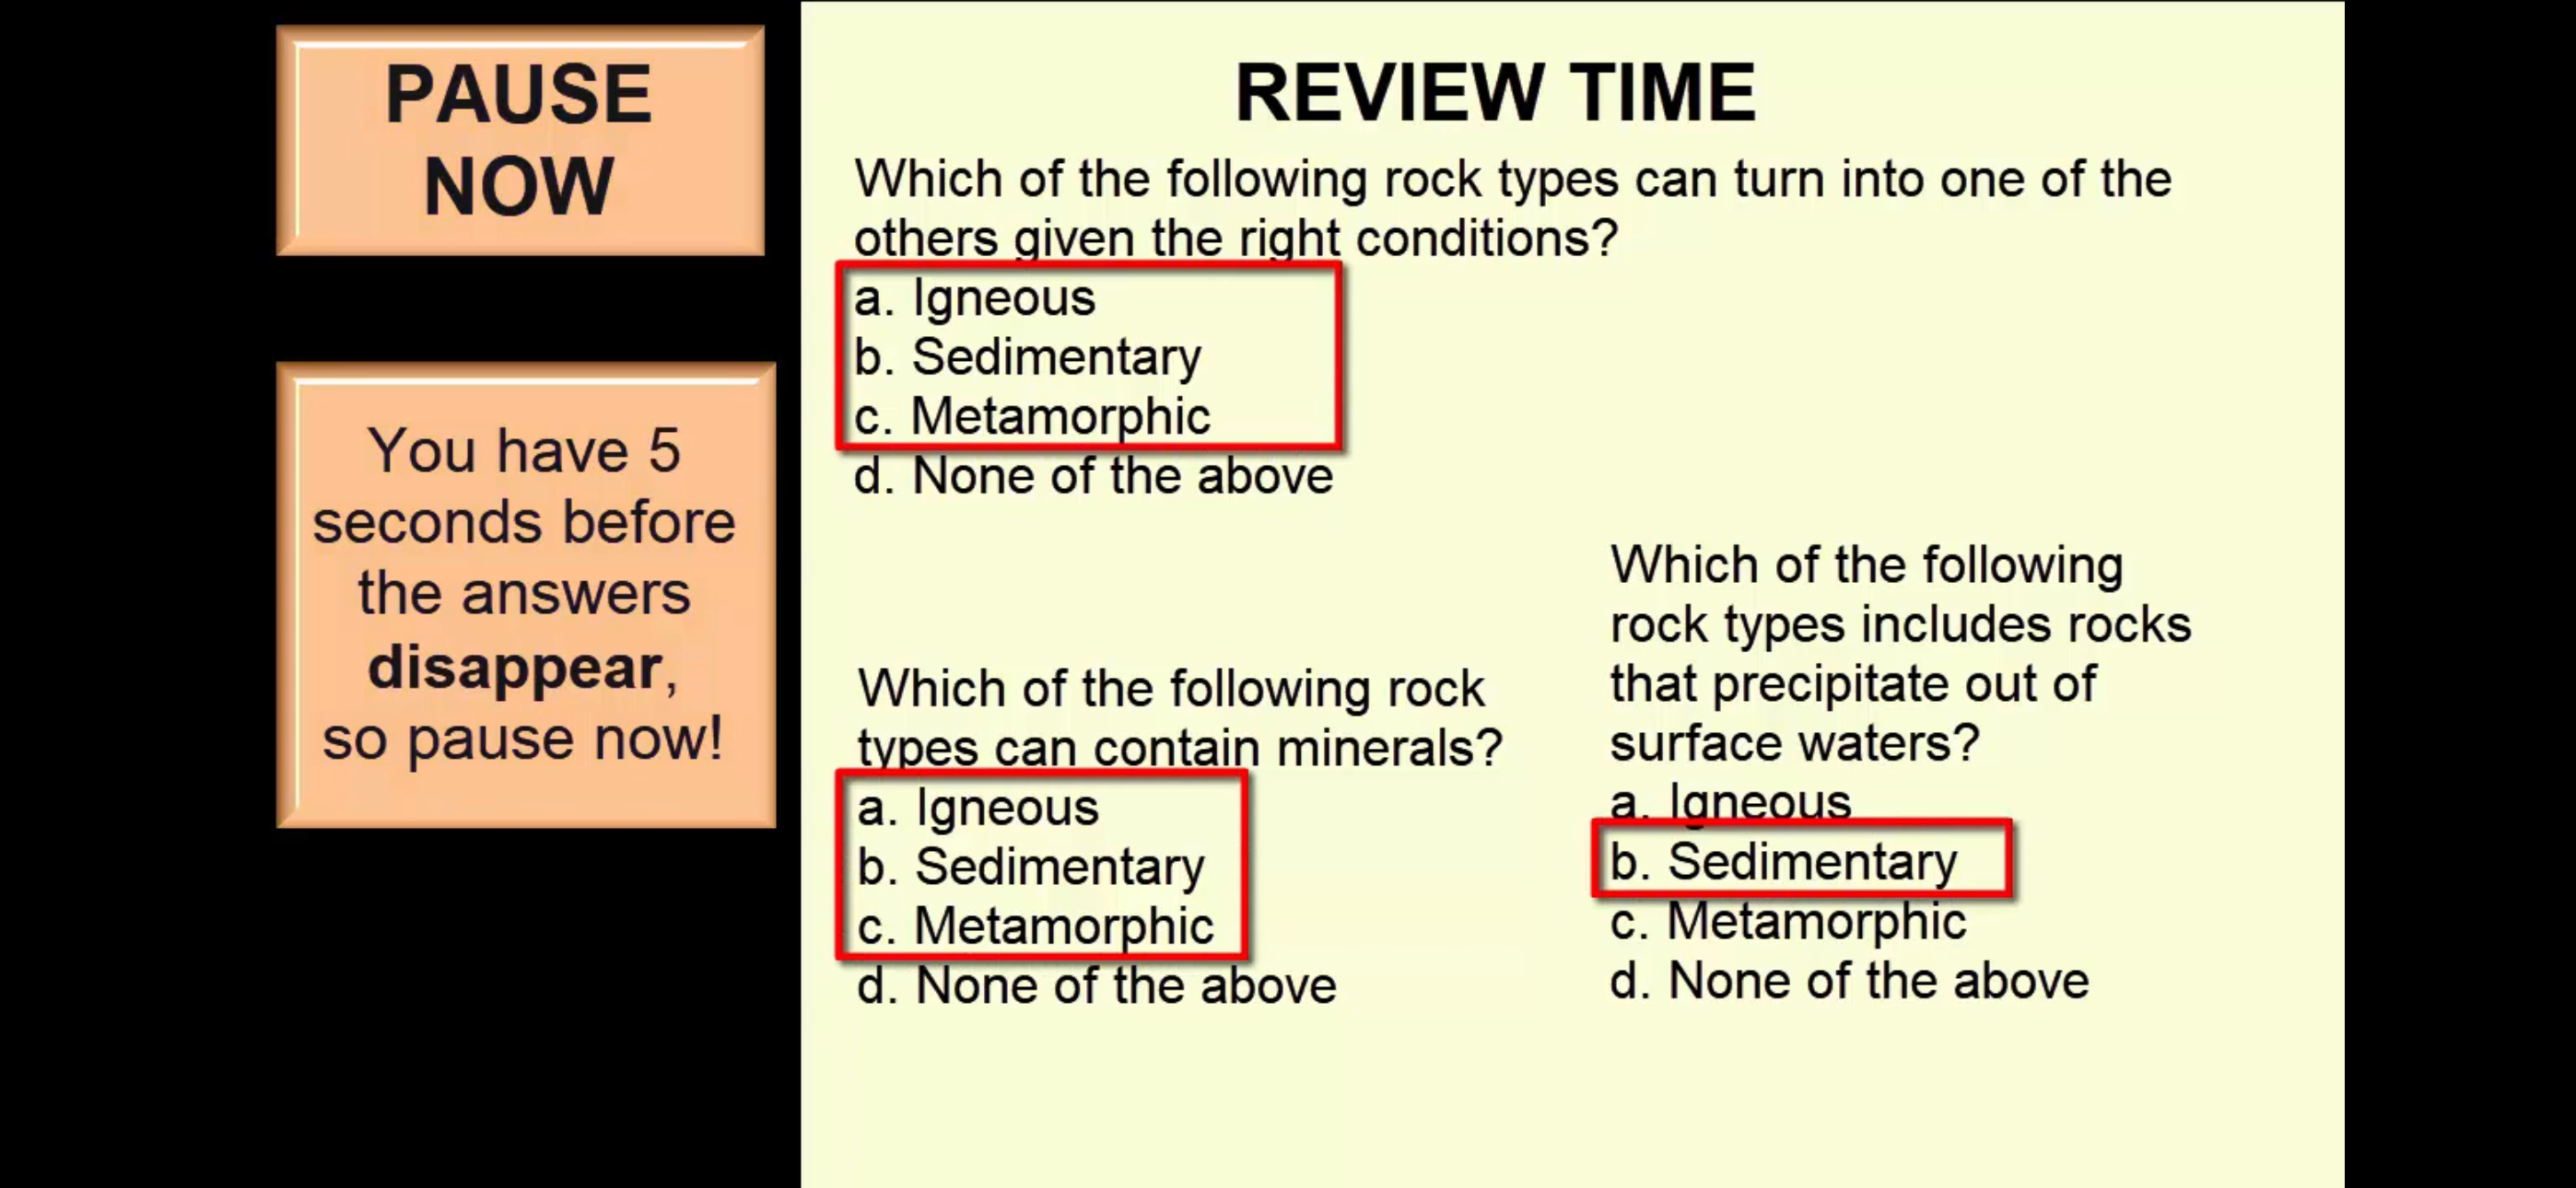 PAUSE
NOW
You have 5
seconds before
the answers
disappear,
so pause now!
REVIEW TIME
Which of the following rock types can turn into one of the
others given the right conditions?
a. Igneous
b. Sedimentary
c. Metamorphic
d. None of the above
Which of the following rock
types can contain minerals?
a. Igneous
b. Sedimentary
c. Metamorphic
d. None of the above
Which of the following
rock types includes rocks
that precipitate out of
surface waters?
a. Igneous
b. Sedimentary
c. Metamorphic
d. None of the above